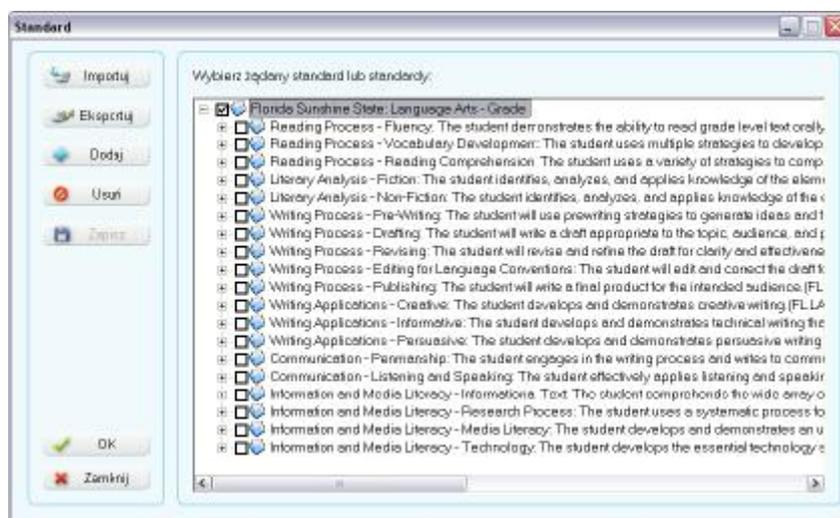 Standard
Importuj
Eksportuj
Dodaj
Usuń
Zapisz
OK
Zamknij
Wybierz żądany standard lub standardy:
Florida Sunshine State: Language Arts - Grade
Reading Process - Fluency: The student demonstrates the ability to read grade level text orally
Reading Process - Vocabulary Development: The student uses multiple strategies to develop
Reading Process - Reading Comprehension: The student uses a variety of strategies to comp
Literary Analysis - Fiction: The student identifies, analyzes, and applies knowledge of the elem
Literary Analysis - Non-Fiction: The student identifies, analyzes, and applies knowledge of the
Writing Process - Pre-Writing: The student will use prewriting strategies to generate ideas and f
Writing Process - Drafting: The student will write a draft appropriate to the topic, audience, and p
Writing Process - Revising: The student will revise and refine the draft for clarity and effectivene
Writing Process - Editing for Language Conventions: The student will edit and correct the draft f
Writing Process - Publishing: The student will write a final product for the intended audience. (FL
Writing Applications - Creative: The student develops and demonstrates creative writing (FL.LA
Writing Applications - Informative: The student develops and demonstrates technical writing tha
Writing Applications - Persuasive: The student develops and demonstrates persuasive writing
Communication - Penmanship: The student engages in the writing process and writes to commu
Communication - Listening and Speaking: The student effectively applies listening and speakin
Information and Media Literacy - Informational Text: The student comprehends the wide array o
Information and Media Literacy - Research Process: The student uses a systematic process fo
Information and Media Literacy - Media Literacy: The student develops and demonstrates an u
Information and Media Literacy - Technology: The student develops the essential technology s